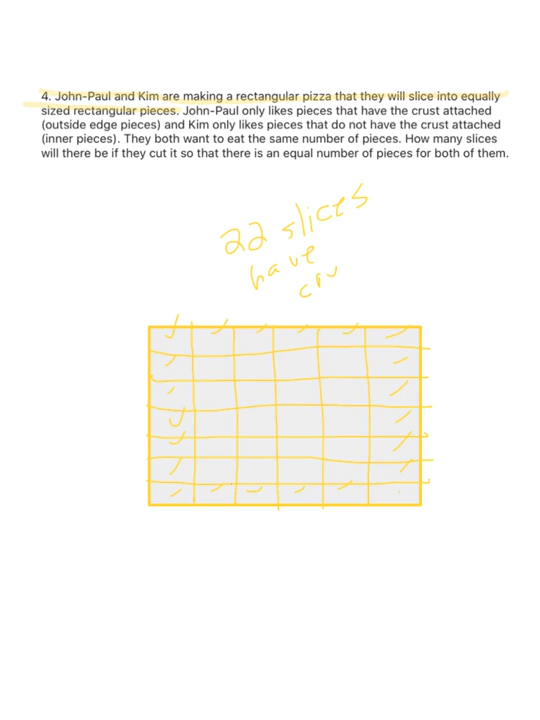 4. John-Paul and Kim are making a rectangular pizza that they will slice into equally
sized rectangular pieces. John-Paul only likes pieces that have the crust attached
(outside edge pieces) and Kim only likes pieces that do not have the crust attached
(inner pieces). They both want to eat the same number of pieces. How many slices
will there be if they cut it so that there is an equal number of pieces for both of them.
22 slices
have
cru